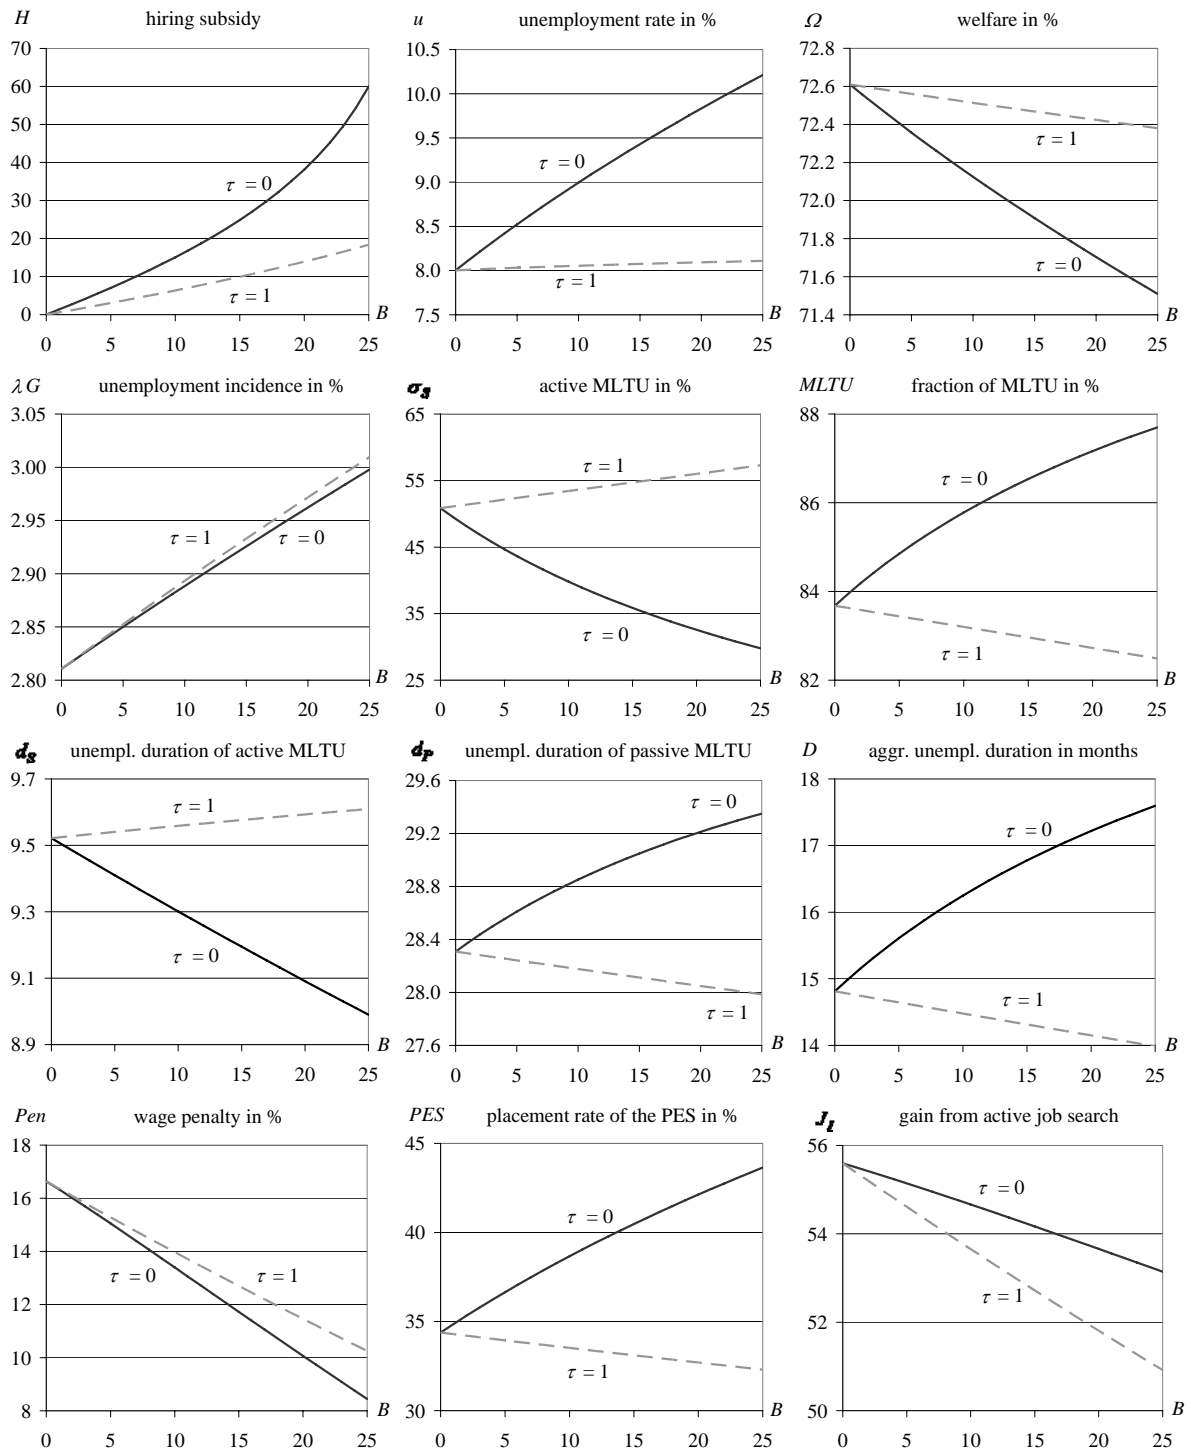 H hiring subsidy
70
60
50
40
30
20
10
0
τ = 0
τ = 1
B
0 5 10 15 20 25
u unemployment rate in %
10.5
10.0
9.5
9.0
8.5
8.0
7.5
τ = 0
τ = 1
B
0 5 10 15 20 25
Ω welfare in %
72.8
72.6
72.4
72.2
72.0
71.8
71.6
71.4
τ = 1
τ = 0
B
0 5 10 15 20 25
λG unemployment incidence in %
3.05
3.00
2.95
2.90
2.85
2.80
τ = 1
τ = 0
B
0 5 10 15 20 25
σ_S active MLTU in %
65
55
45
35
25
τ = 1
τ = 0
B
0 5 10 15 20 25
MLTU fraction of MLTU in %
88
86
84
82
τ = 0
τ = 1
B
0 5 10 15 20 25
d_S unempl. duration of active MLTU
9.7
9.5
9.3
9.1
8.9
τ = 1
τ = 0
B
0 5 10 15 20 25
d_P unempl. duration of passive MLTU
29.6
29.2
28.8
28.4
28.0
27.6
τ = 0
τ = 1
B
0 5 10 15 20 25
D aggr. unempl. duration in months
18
17
16
15
14
τ = 0
τ = 1
B
0 5 10 15 20 25
Pen wage penalty in %
18
16
14
12
10
8
τ = 0
τ = 1
B
0 5 10 15 20 25
PES placement rate of the PES in %
45
40
35
30
τ = 0
τ = 1
B
0 5 10 15 20 25
gain from active job search
56
54
52
50
τ = 0
τ = 1
B
0 5 10 15 20 25